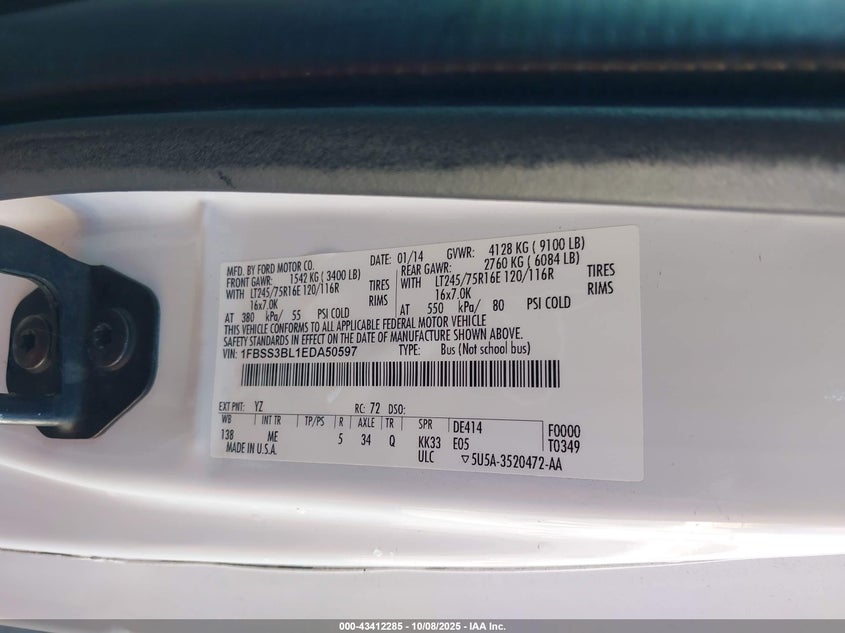 MFD. BY FORD MOTOR CO. DATE: 01/14 GVWR: 4128 KG ( 9100 LB)
FRONT GAWR: 1542 KG ( 3400 LB) REAR GAWR: 2760 KG ( 6084 LB)
WITH LT245/75R16E 120/116R TIRES WITH LT245/75R16E 120/116R TIRES
16x7.0K RIMS 16x7.0K RIMS
AT 380 kPa/ 55 PSI COLD AT 550 kPa/ 80 PSI COLD
THIS VEHICLE CONFORMS TO ALL APPLICABLE FEDERAL MOTOR VEHICLE
SAFETY STANDARDS IN EFFECT ON THE DATE OF MANUFACTURE SHOWN ABOVE.
VIN: 1FBSS3BL1EDA50597 TYPE: Bus (Not school bus)
EXT PNT: YZ RC: 72 DSO:
WB INT TR TP/PS R AXLE TR SPR DE414 F0000
138 ME 5 34 Q KK33 E05 T0349
MADE IN U.S.A. ULC ▽5U5A-3520472-AA
000-43412285 - 10/08/2025 - IAA Inc.